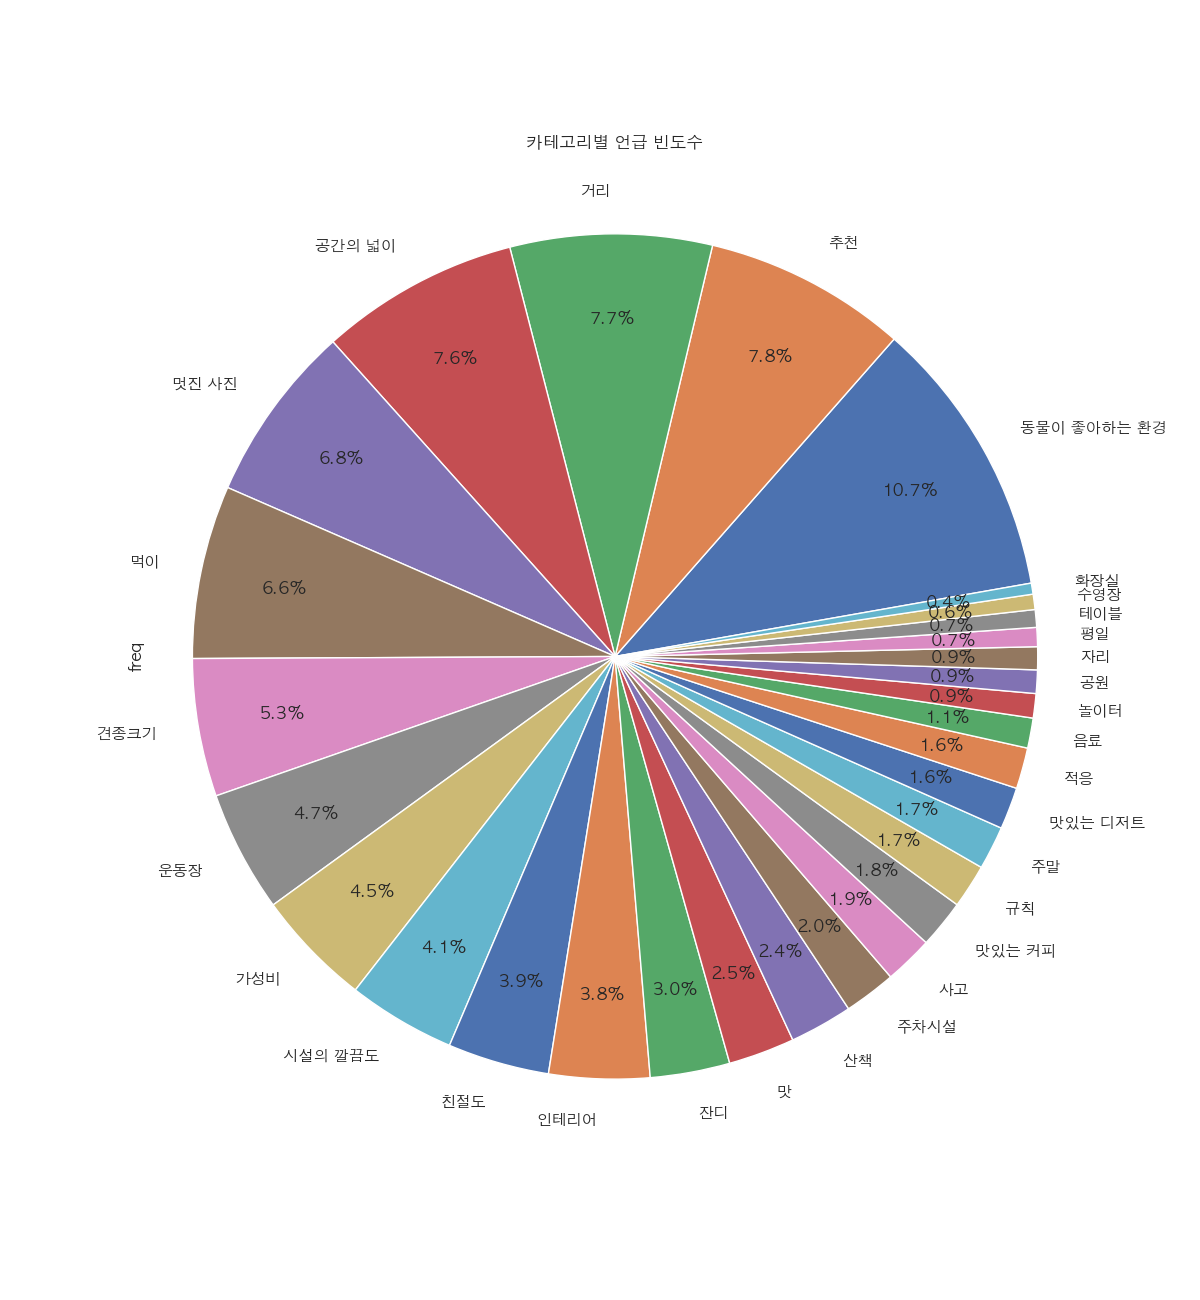 카테고리별 언급 빈도수
거리
추천
공간의 넓이
7.7%
7.8%
7.6%
멋진 사진
동물이 좋아하는 환경
6.8%
10.7%
먹이
6.6%
화장실
0.4%
수영장
0.6%
테이블
0.7%
평일
0.7%
자리
0.9%
freq
공원
0.9%
놀이터
0.9%
5.3%
음료
1.1%
견종크기
적응
1.6%
맛있는 디저트
1.6%
4.7%
주말
1.7%
운동장
규칙
1.7%
4.5%
맛있는 커피
1.8%
사고
1.9%
가성비
주차시설
2.0%
4.1%
산책
2.4%
시설의 깔끔도
3.9%
3.8%
3.0%
2.5%
맛
친절도
인테리어
잔디